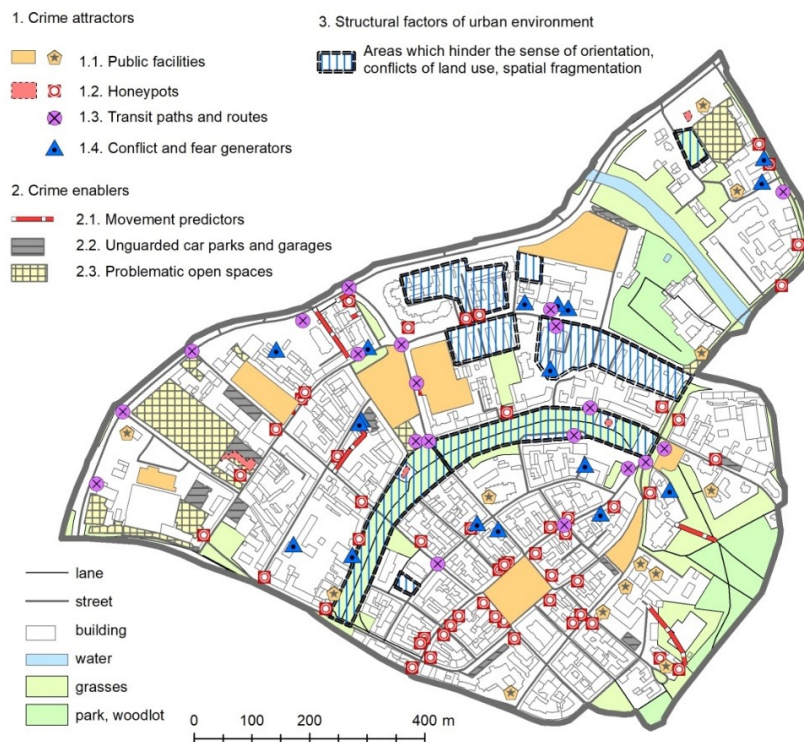 1. Crime attractors
1.1. Public facilities
1.2. Honeypots
1.3. Transit paths and routes
1.4. Conflict and fear generators
2. Crime enablers
2.1. Movement predictors
2.2. Unguarded car parks and garages
2.3. Problematic open spaces
3. Structural factors of urban environment
Areas which hinder the sense of orientation,
conflicts of land use, spatial fragmentation
lane
street
building
water
grasses
park, woodlot
0 100 200 400 m